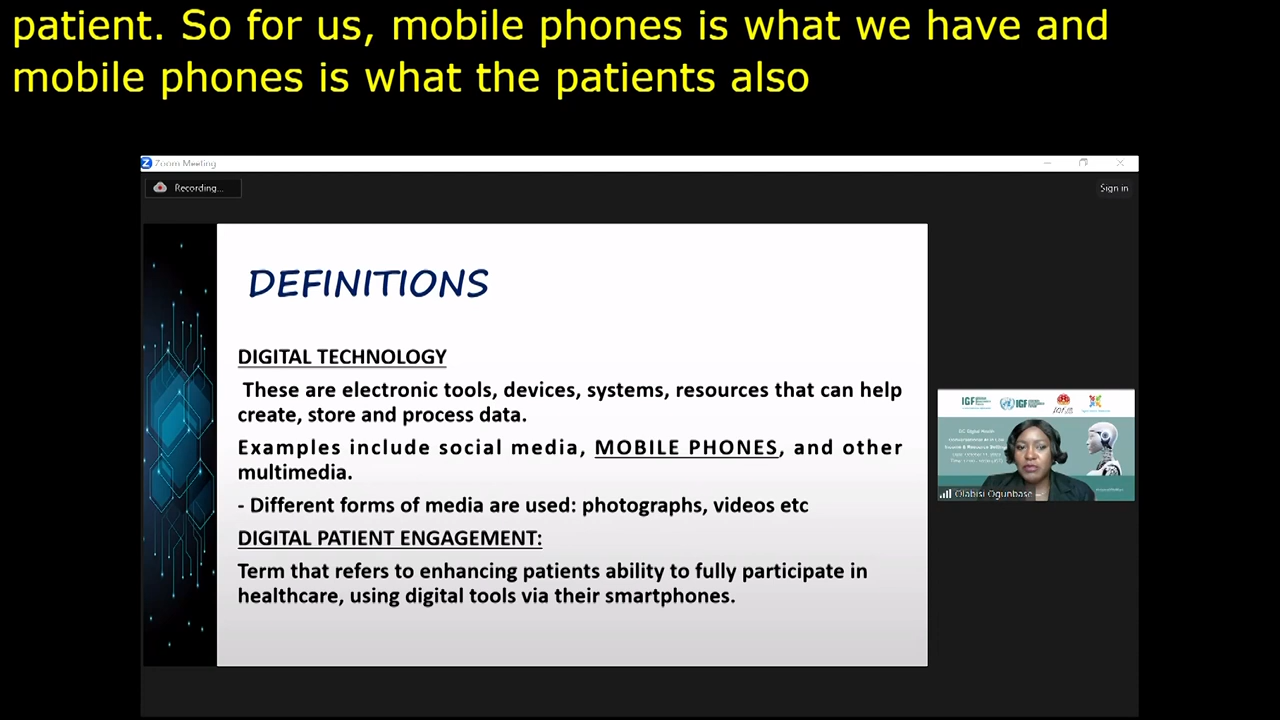 patient. So for us, mobile phones is what we have and
mobile phones is what the patients also
Zoom Meeting
Recording...
Sign in
DEFINITIONS
DIGITAL TECHNOLOGY
These are electronic tools, devices, systems, resources that can help
create, store and process data.
Examples include social media, MOBILE PHONES, and other
multimedia.
- Different forms of media are used: photographs, videos etc
DIGITAL PATIENT ENGAGEMENT:
Term that refers to enhancing patients ability to fully participate in
healthcare, using digital tools via their smartphones.
IGF
IGF
DC Digital Health
Olabisi Ogunbase